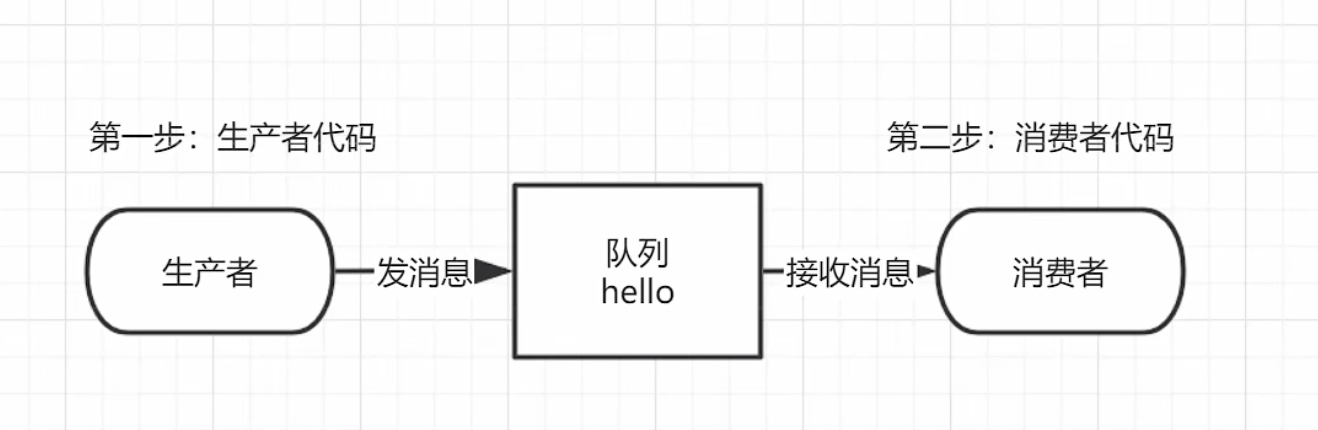 第一步：生产者代码
第二步：消费者代码
生产者
发消息
队列
hello
接收消息
消费者